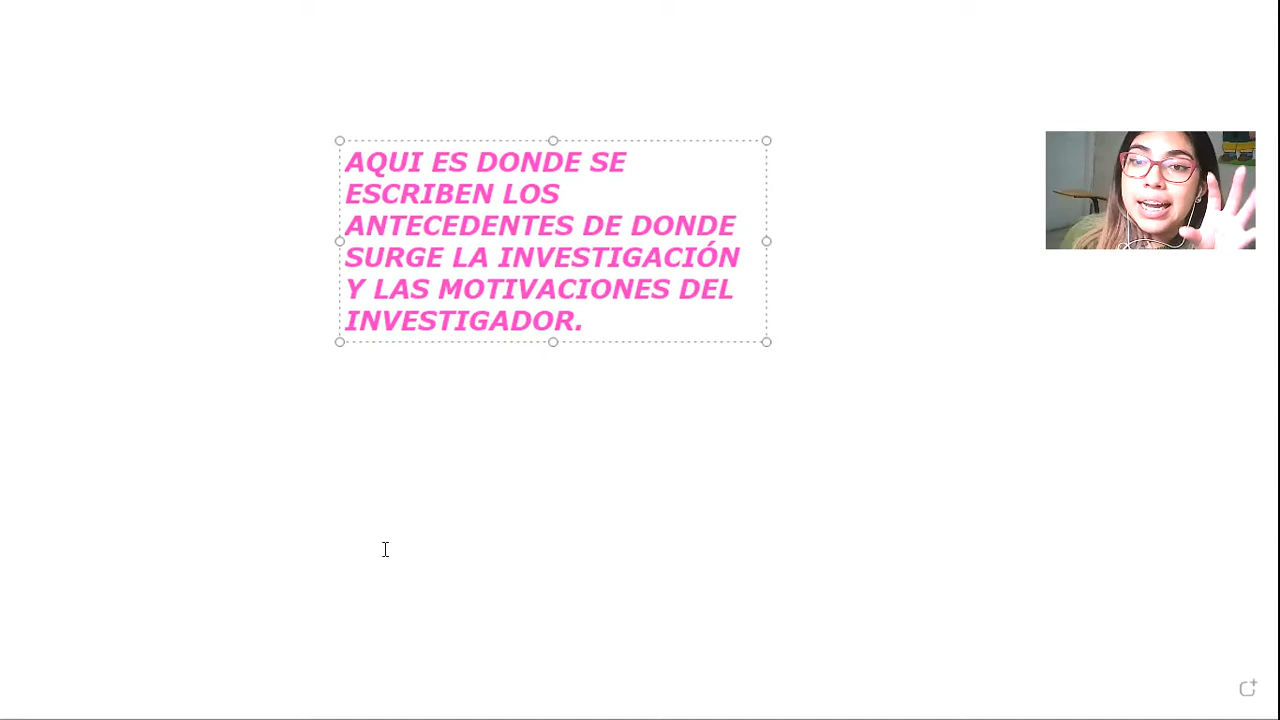 AQUI ES DONDE SE
ESCRIBEN LOS
ANTECEDENTES DE DONDE
SURGE LA INVESTIGACIÓN
Y LAS MOTIVACIONES DEL
INVESTIGADOR.